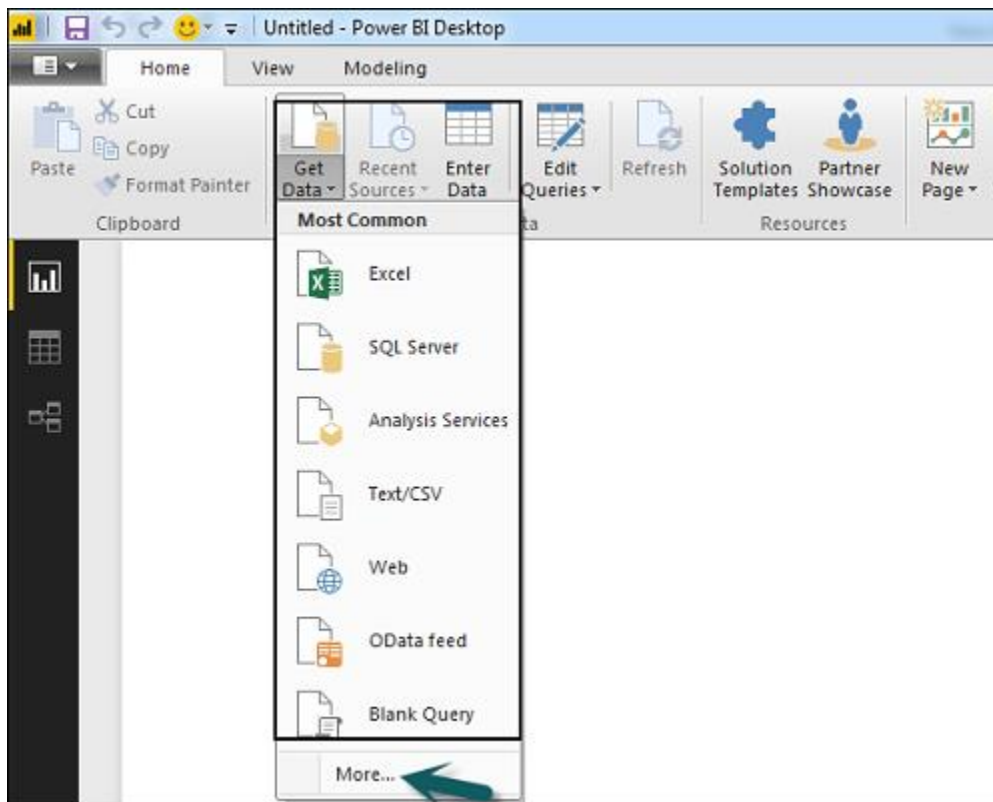 Untitled - Power BI Desktop
Home View Modeling
Paste
Cut
Copy
Format Painter
Clipboard
Get Data
Recent Sources
Enter Data
Edit Queries
Refresh
Solution Templates
Partner Showcase
New Page
ta
Resources
Most Common
Excel
SQL Server
Analysis Services
Text/CSV
Web
OData feed
Blank Query
More...